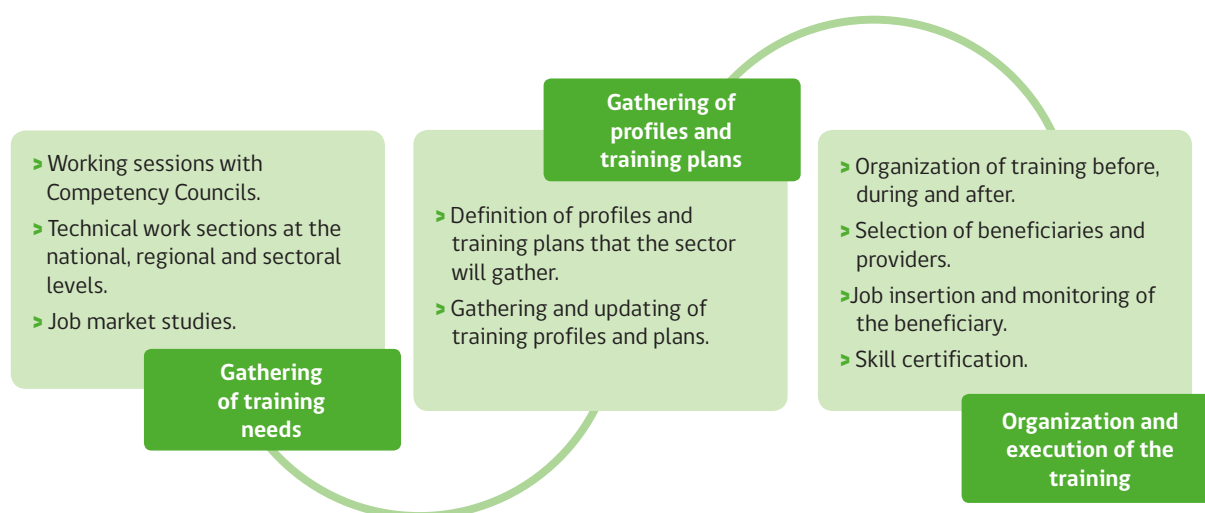 > Working sessions with
Competency Councils.
> Technical work sections at the
national, regional and sectoral
levels.
> Job market studies.
Gathering
of training
needs
Gathering of
profiles and
training plans
> Definition of profiles and
training plans that the sector
will gather.
> Gathering and updating of
training profiles and plans.
> Organization of training before,
during and after.
> Selection of beneficiaries and
providers.
>Job insertion and monitoring of
the beneficiary.
> Skill certification.
Organization and
execution of the
training